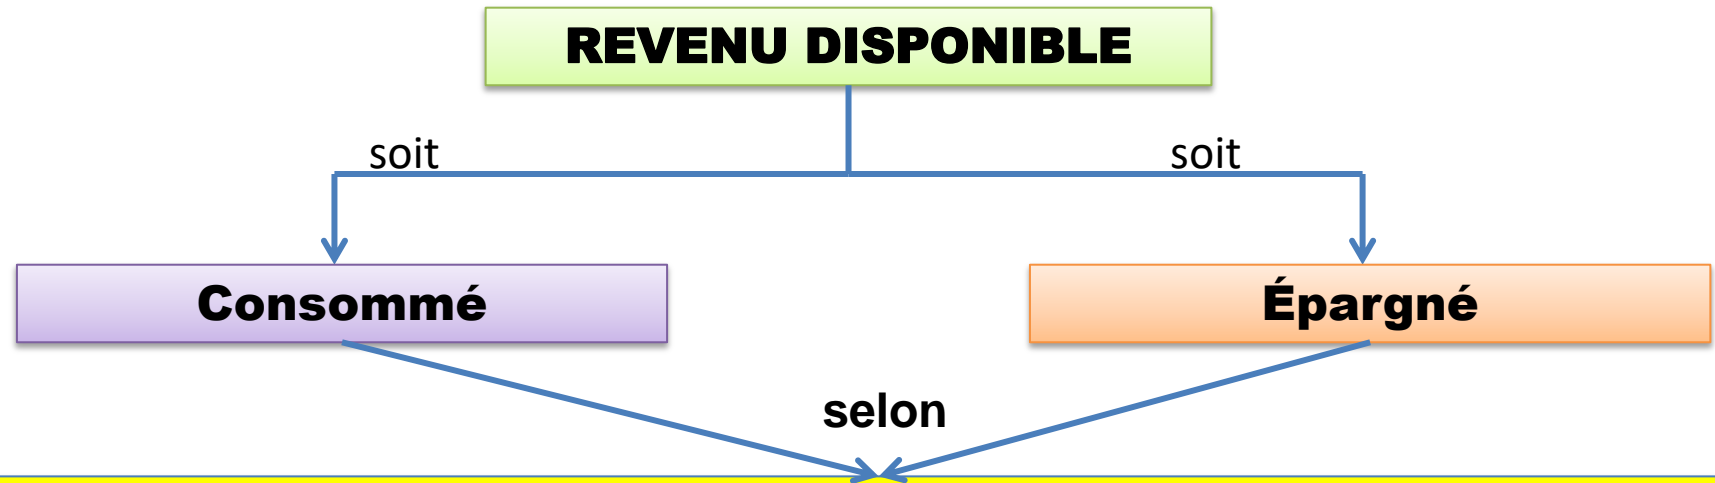 REVENU DISPONIBLE
soit
soit
Consommé
Épargné
selon